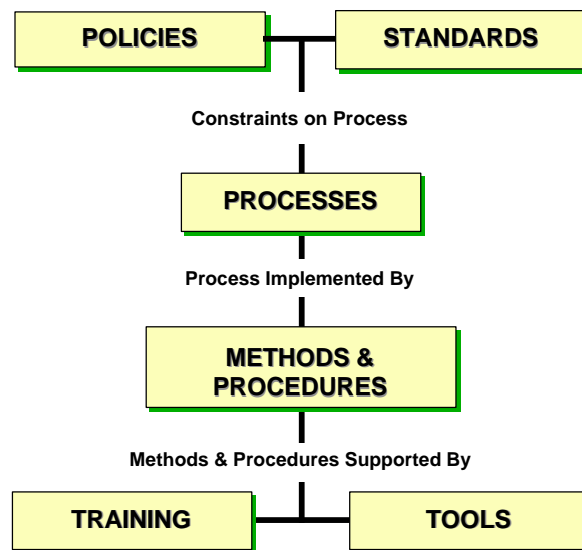 POLICIES
STANDARDS
Constraints on Process
PROCESSES
Process Implemented By
METHODS &
PROCEDURES
Methods & Procedures Supported By
TRAINING
TOOLS